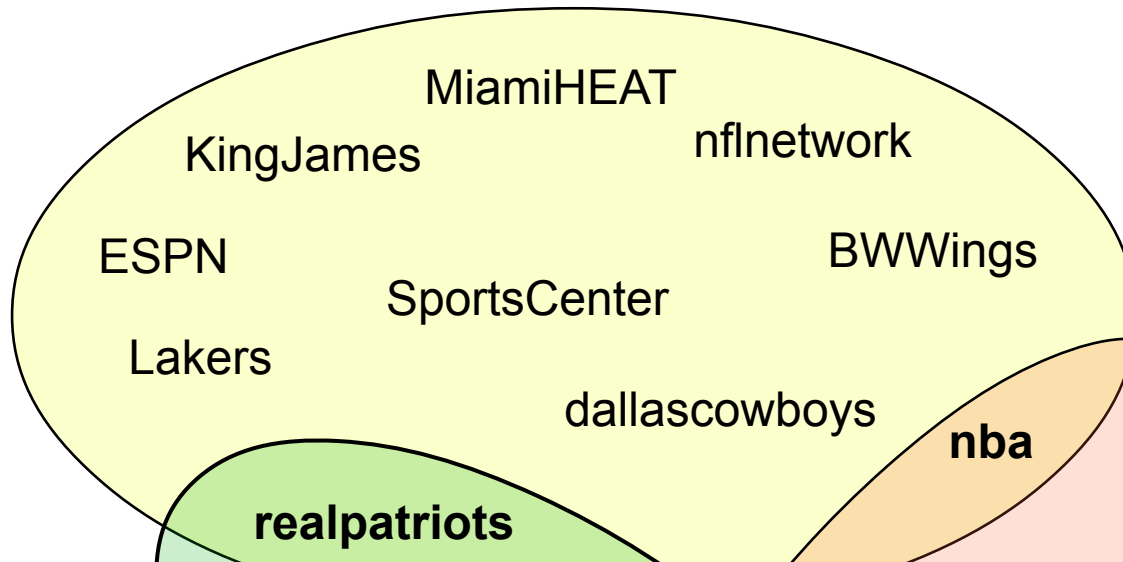 MiamiHEAT
nflnetwork
KingJames
BWWings
ESPN
SportsCenter
Lakers
dallascowboys
nba
realpatriots